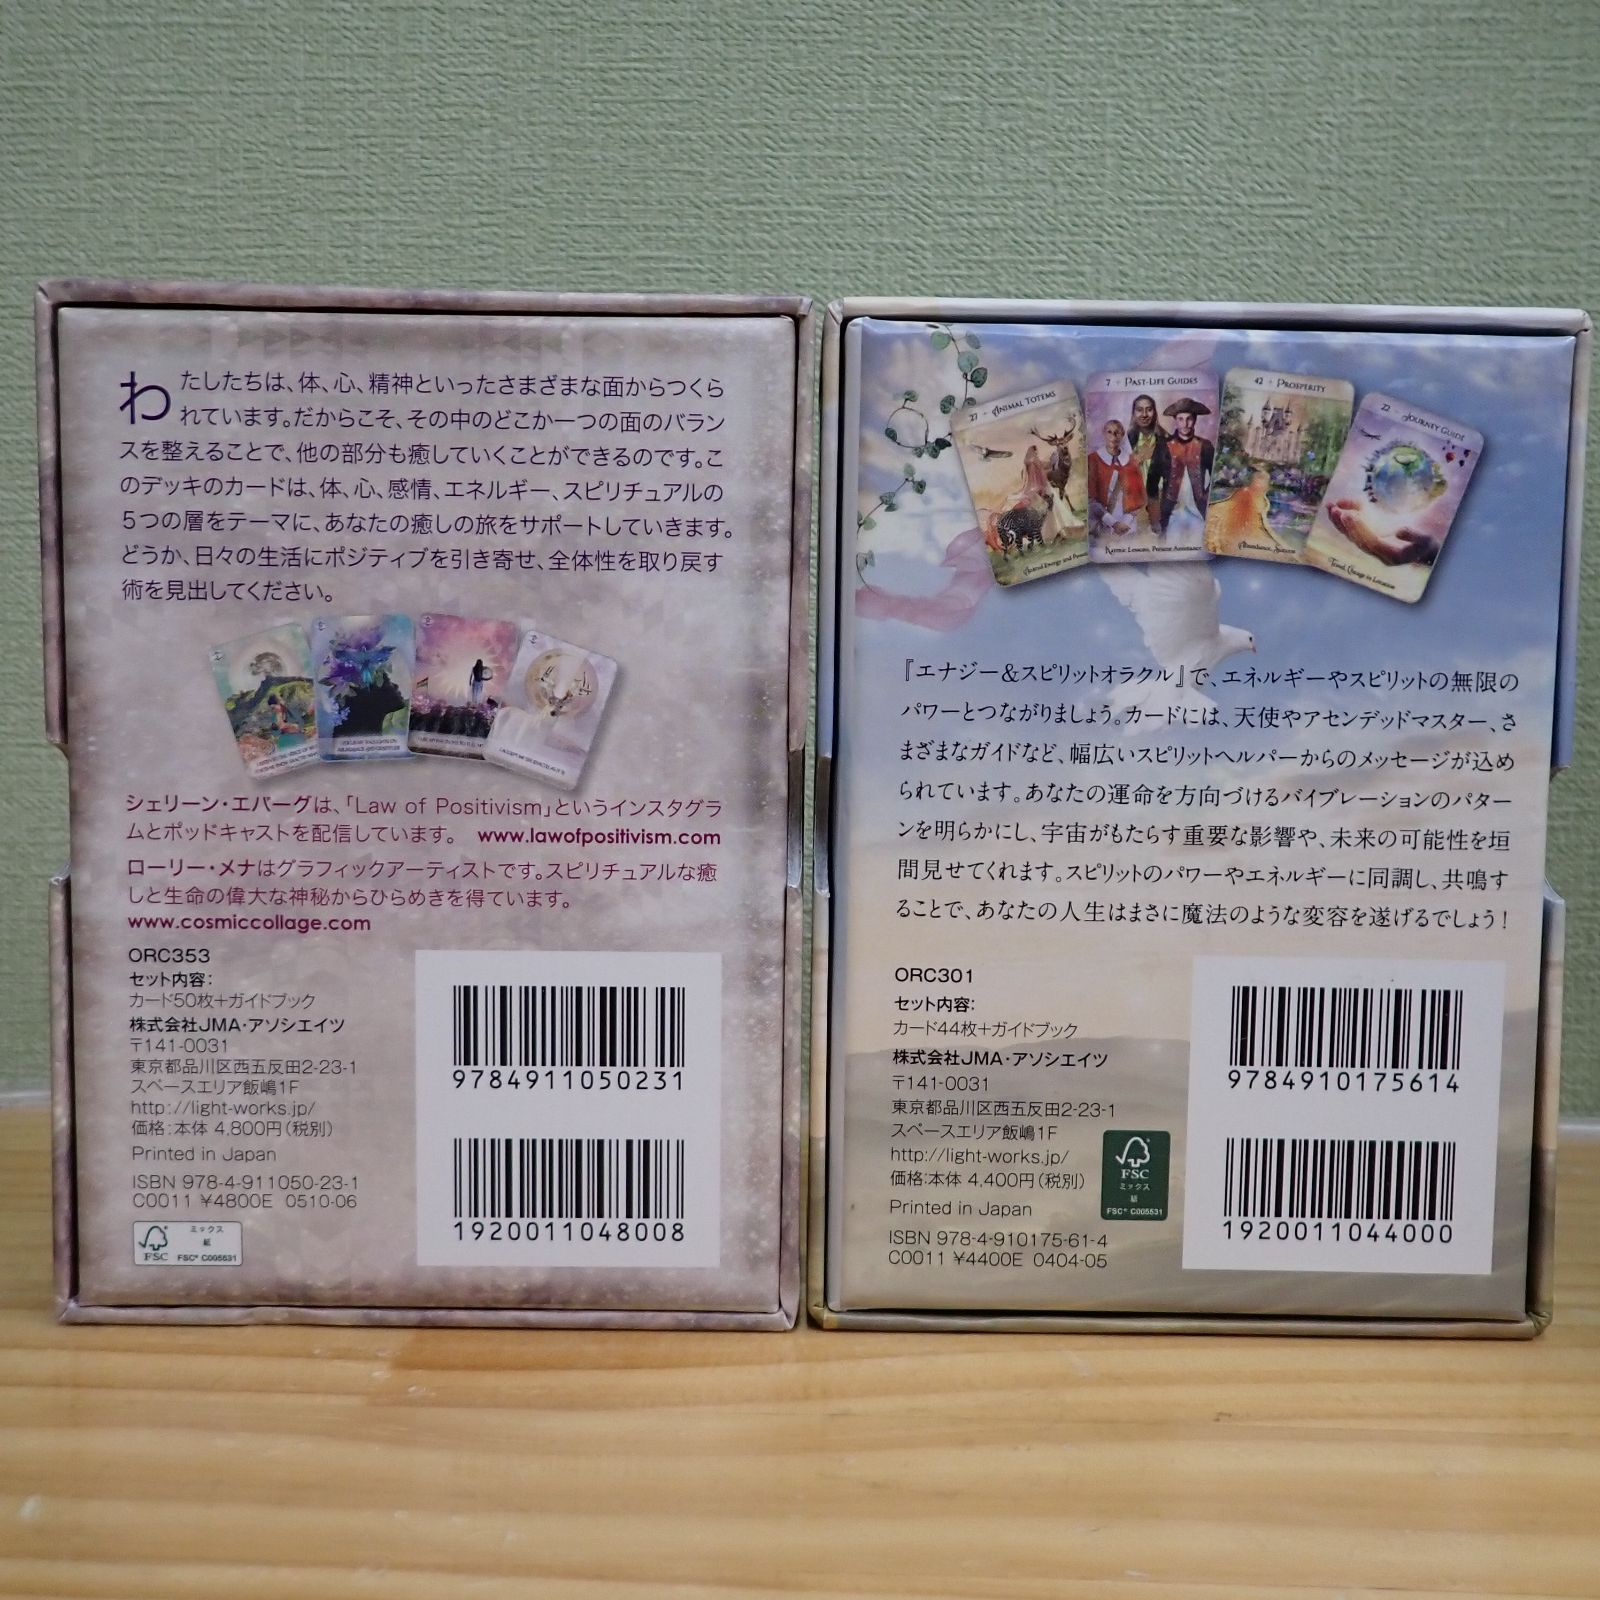 わたしたちは、体、心、精神といったさまざまな面からつくら
れています。だからこそ、その中のどこか一つの面のバラン
スを整えることで、他の部分も癒していくことができるのです。こ
のデッキのカードは、体、心、感情、エネルギー、スピリチュアルの
5つの層をテーマに、あなたの癒しの旅をサポートしていきます。
どうか、日々の生活にポジティブを引き寄せ、全体性を取り戻す
術を見出してください。
シェリーン・エバーグは、「Law of Positivism」というインスタグラ
ムとポッドキャストを配信しています。 www.lawofpositivism.com
ローリー・メナはグラフィックアーティストです。スピリチュアルな癒
しと生命の偉大な神秘からひらめきを得ています。
www.cosmiccollage.com
ORC353
セット内容:
カード50枚+ガイドブック
株式会社JMA・アソシエイツ
〒141-0031
東京都品川区西五反田2-23-1
スペースエリア飯嶋1F
http://light-works.jp/
価格:本体 4,800円(税別)
Printed in Japan
ISBN 978-4-911050-23-1
C0011 ¥4800E 0510-06
ミックス
紙
FSC
FSC® C005531
9784911050231
1920011048008
27 + Animal Totems
7 + Past-Life Guides
Karmic Lessons, Present Assistance
42 + Prosperity
Abundance, Success
22 + Journey Guide
Travel, Change in Location
『エナジー&スピリットオラクル』で、エネルギーやスピリットの無限の
パワーとつながりましょう。カードには、天使やアセンデッドマスター、さ
まざまなガイドなど、幅広いスピリットヘルパーからのメッセージが込め
られています。あなたの運命を方向づけるバイブレーションのパター
ンを明らかにし、宇宙がもたらす重要な影響や、未来の可能性を垣
間見せてくれます。スピリットのパワーやエネルギーに同調し、共鳴す
ることで、あなたの人生はまさに魔法のような変容を遂げるでしょう!
ORC301
セット内容:
カード44枚+ガイドブック
株式会社JMA・アソシエイツ
〒141-0031
東京都品川区西五反田2-23-1
スペースエリア飯嶋1F
http://light-works.jp/
価格:本体 4,400円(税別)
Printed in Japan
ISBN 978-4-910175-61-4
C0011 ¥4400E 0404-05
FSC
ミックス
紙
FSC® C005531
9784910175614
1920011044000